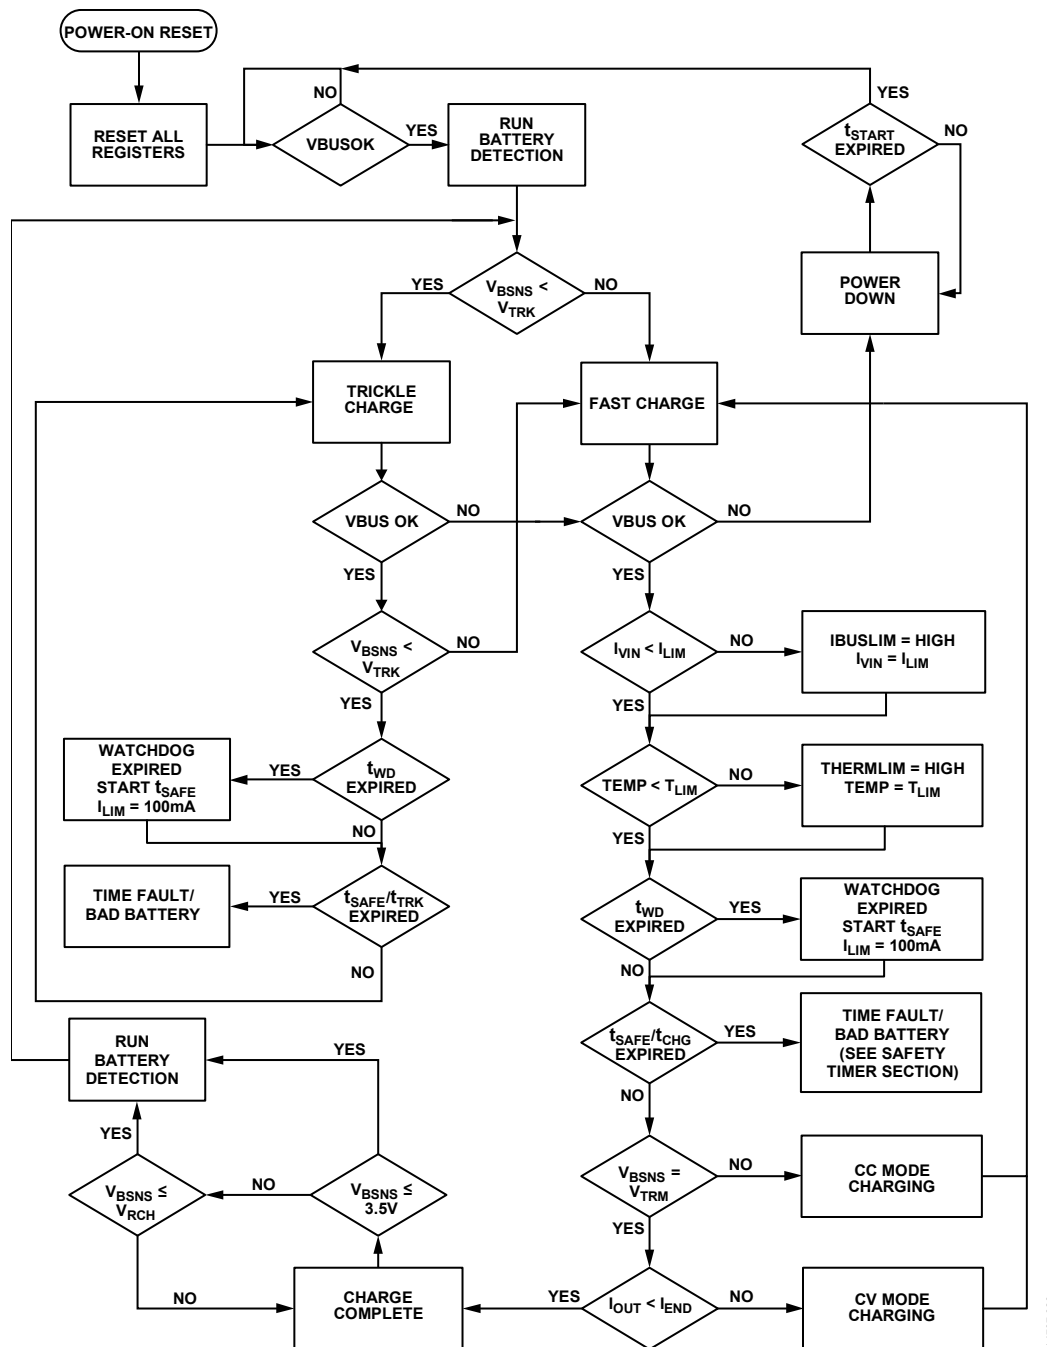 POWER-ON RESET
RESET ALL
REGISTERS
NO
VBUSOK
YES
RUN
BATTERY
DETECTION
YES
tSTART
EXPIRED
NO
POWER
DOWN
YES
VBSNS <
VTRK
NO
TRICKLE
CHARGE
FAST CHARGE
VBUS OK
NO
YES
VBUS OK
NO
YES
VBSNS <
VTRK
NO
YES
IVIN < ILIM
NO
YES
IBUSLIM = HIGH
IVIN = ILIM
WATCHDOG
EXPIRED
START tSAFE
ILIM = 100mA
YES
tWD
EXPIRED
NO
TEMP < TLIM
NO
YES
THERMLIM = HIGH
TEMP = TLIM
TIME FAULT/
BAD BATTERY
YES
tSAFE/tTRK
EXPIRED
NO
tWD
EXPIRED
YES
NO
WATCHDOG
EXPIRED
START tSAFE
ILIM = 100mA
tSAFE/tCHG
EXPIRED
YES
NO
TIME FAULT/
BAD BATTERY
(SEE SAFETY
TIMER SECTION)
RUN
BATTERY
DETECTION
YES
YES
VBSNS ≤
VRCH
NO
VBSNS ≤
3.5V
VBSNS =
VTRM
NO
YES
CC MODE
CHARGING
NO
CHARGE
COMPLETE
YES
IOUT < IEND
NO
CV MODE
CHARGING